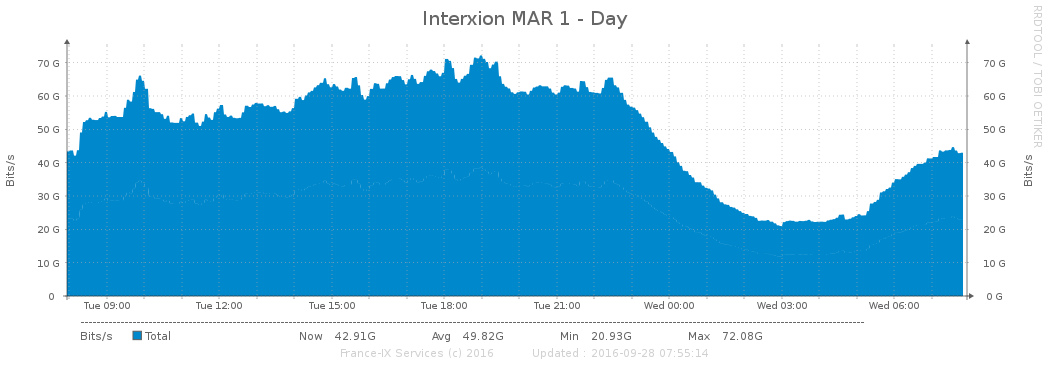 Interxion MAR 1 - Day
RRDTOOL / TOBI OETIKER
Bits/s
Bits/s
70 G 70 G
60 G 60 G
50 G 50 G
40 G 40 G
30 G 30 G
20 G 20 G
10 G 10 G
0 0 G
Tue 09:00 Tue 12:00 Tue 15:00 Tue 18:00 Tue 21:00 Wed 00:00 Wed 03:00 Wed 06:00
Bits/s Total Now 42.91G Avg 49.82G Min 20.93G Max 72.08G
France-IX Services (c) 2016 Updated : 2016-09-28 07:55:14